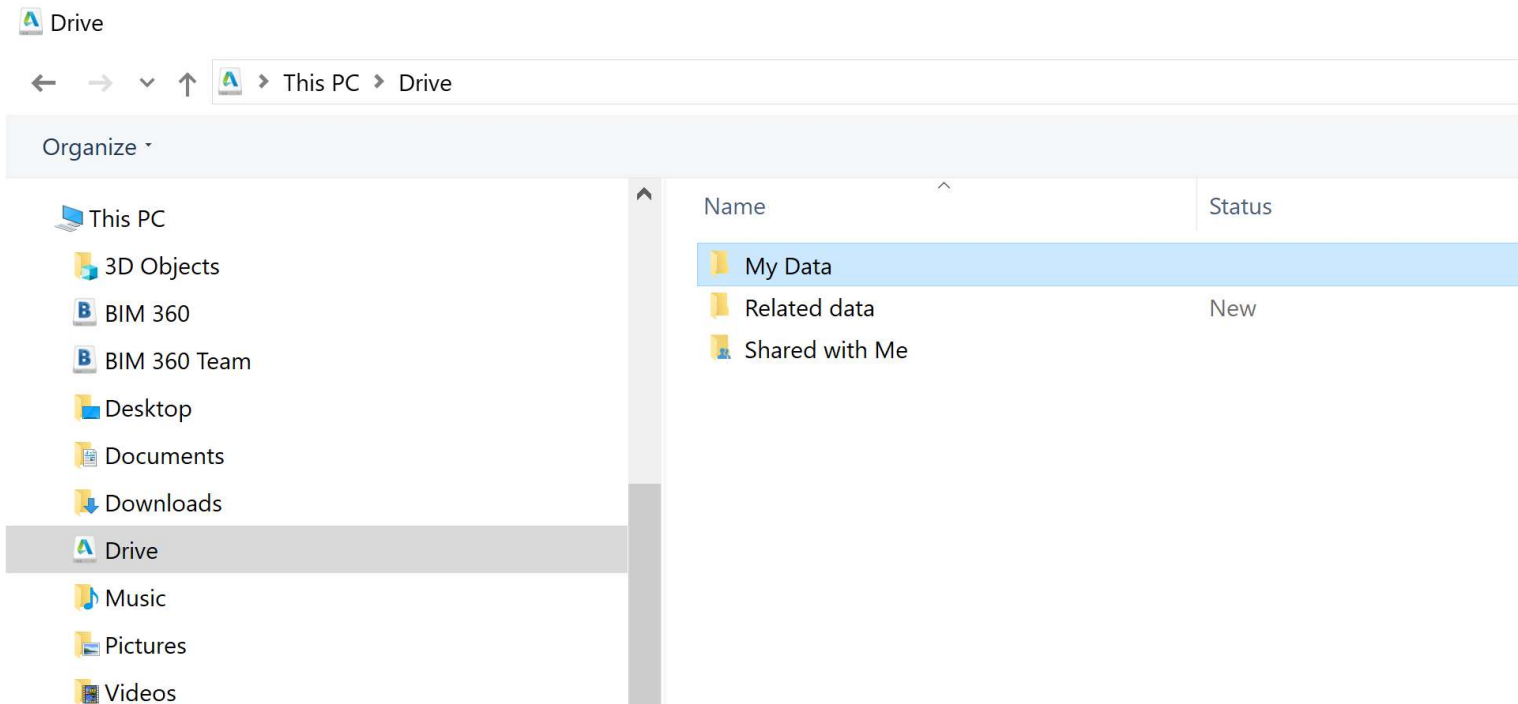 Drive
This PC > Drive
Organize
This PC
3D Objects
BIM 360
BIM 360 Team
Desktop
Documents
Downloads
Drive
Music
Pictures
Videos
Name
Status
My Data
Related data New
Shared with Me